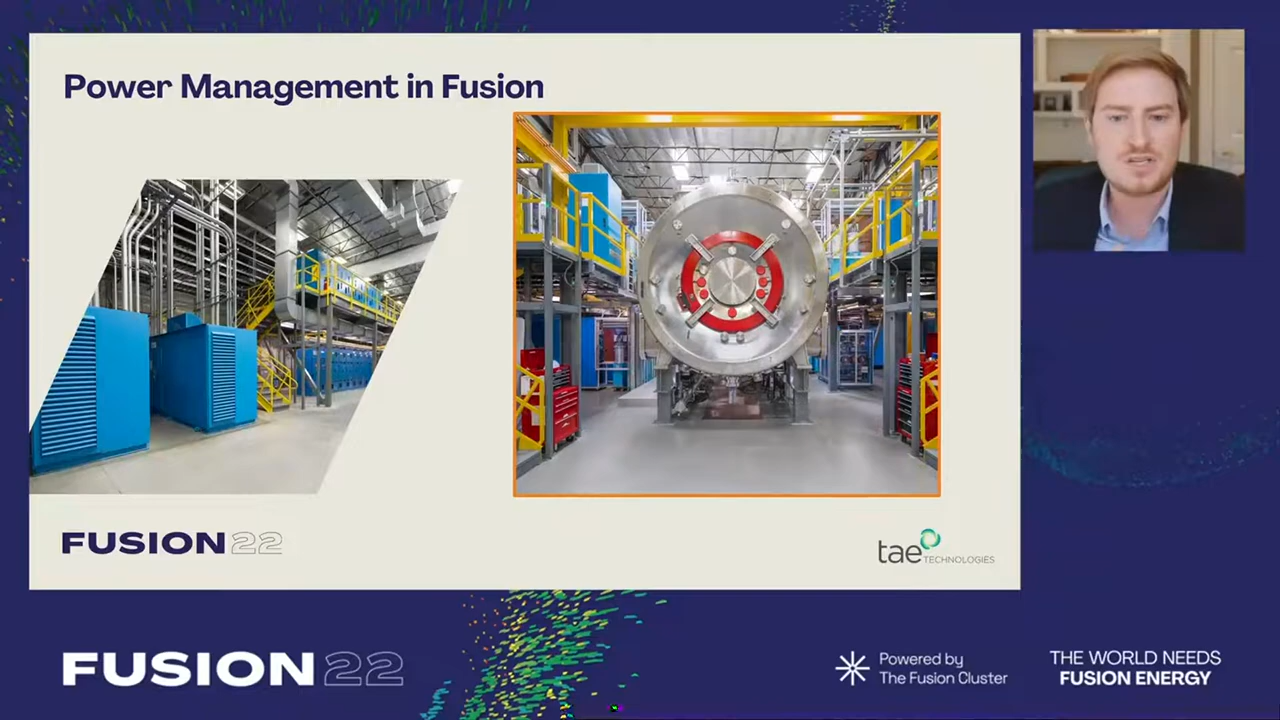 Power Management in Fusion
FUSION22
tae
TECHNOLOGIES
FUSION22
Powered by
The Fusion Cluster
THE WORLD NEEDS
FUSION ENERGY